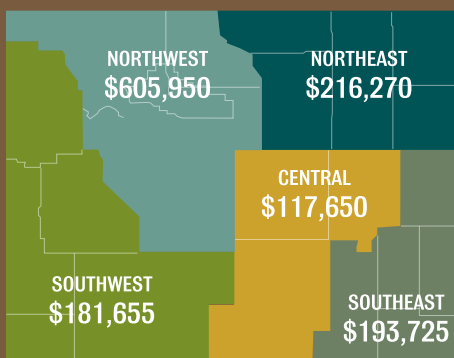 NORTHWEST
$605,950
NORTHEAST
$216,270
CENTRAL
$117,650
SOUTHWEST
$181,655
SOUTHEAST
$193,725